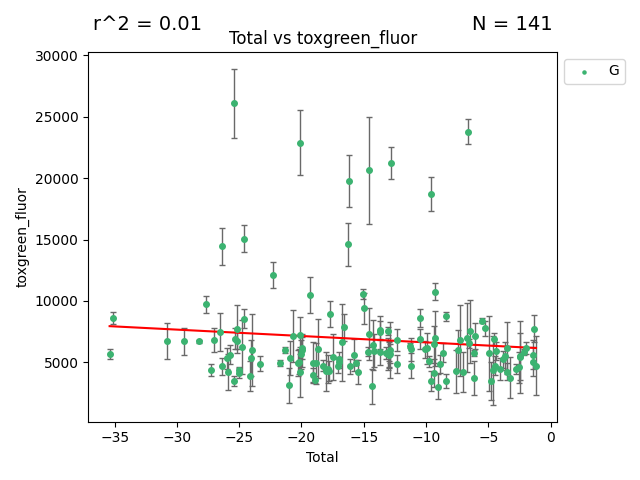 r^2 = 0.01
N = 141
Total vs toxgreen_fluor
G
30000
25000
20000
15000
10000
5000
toxgreen_fluor
−35
−30
−25
−20
−15
−10
−5
0
Total